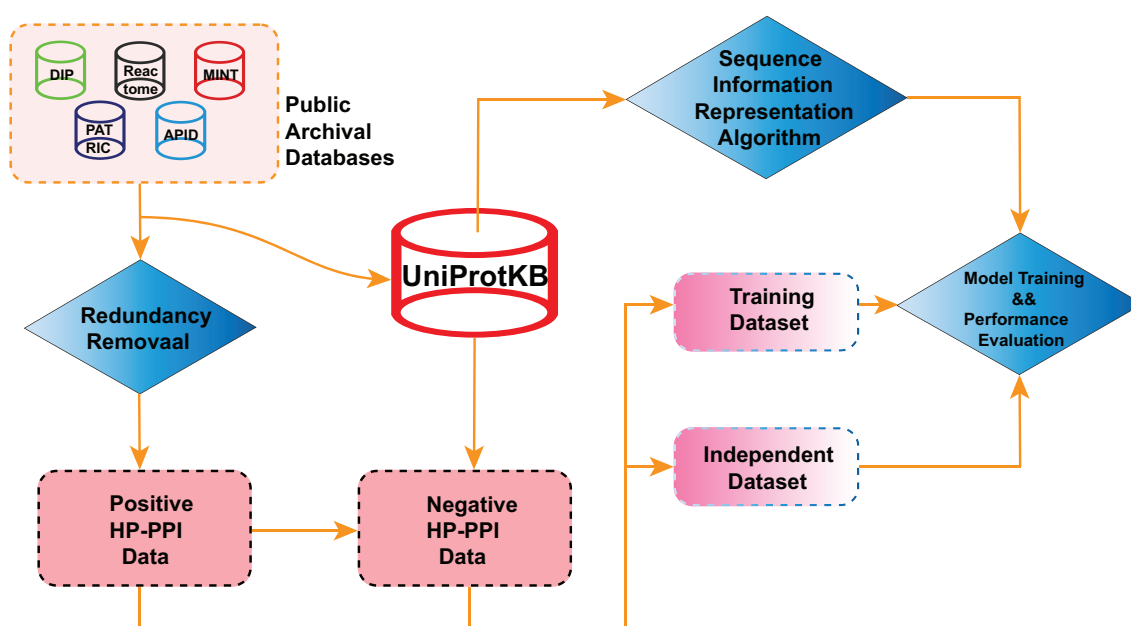 DIP
Reac
tome
MINT
PAT
RIC
APID
Public
Archival
Databases
Sequence
Information
Representation
Algorithm
UniProtKB
Redundancy
Removaal
Training
Dataset
Model Training
&&
Performance
Evaluation
Independent
Dataset
Positive
HP-PPI
Data
Negative
HP-PPI
Data